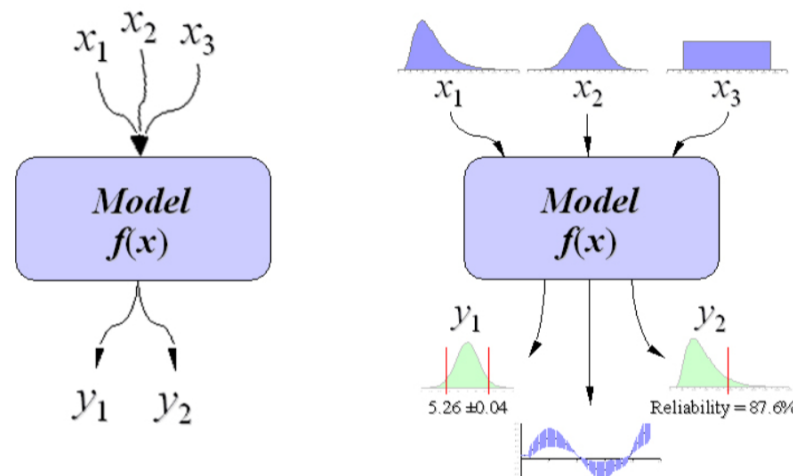 x₁ x₂ x₃
Model
f(x)
y₁ y₂
x₁ x₂ x₃
Model
f(x)
y₁ y₂
5.26 ±0.04 Reliability = 87.6%